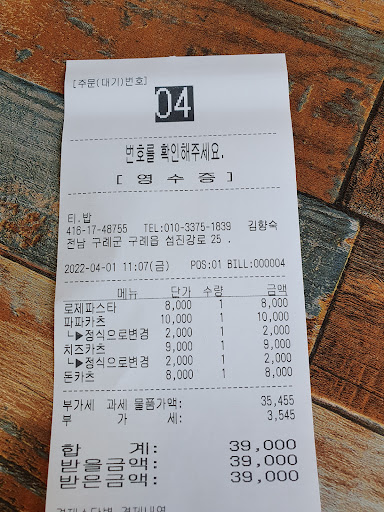 [주문(대기)번호]
04
번호를 확인해주세요.
[ 영 수 증 ]
티.밥
416-17-48755 TEL:010-3375-1839 김향숙
전남 구례군 구례읍 섬진강로 25 .
2022-04-01 11:07(금) POS:01 BILL:000004
메뉴 단가 수량 금액
로제파스타 8,000 1 8,000
파파카츠 10,000 1 10,000
┗▶정식으로변경 2,000 1 2,000
치즈카츠 9,000 1 9,000
┗▶정식으로변경 2,000 1 2,000
돈카츠 8,000 1 8,000
부가세 과세 물품가액: 35,455
부 가 세: 3,545
합 계: 39,000
받을금액: 39,000
받은금액: 39,000